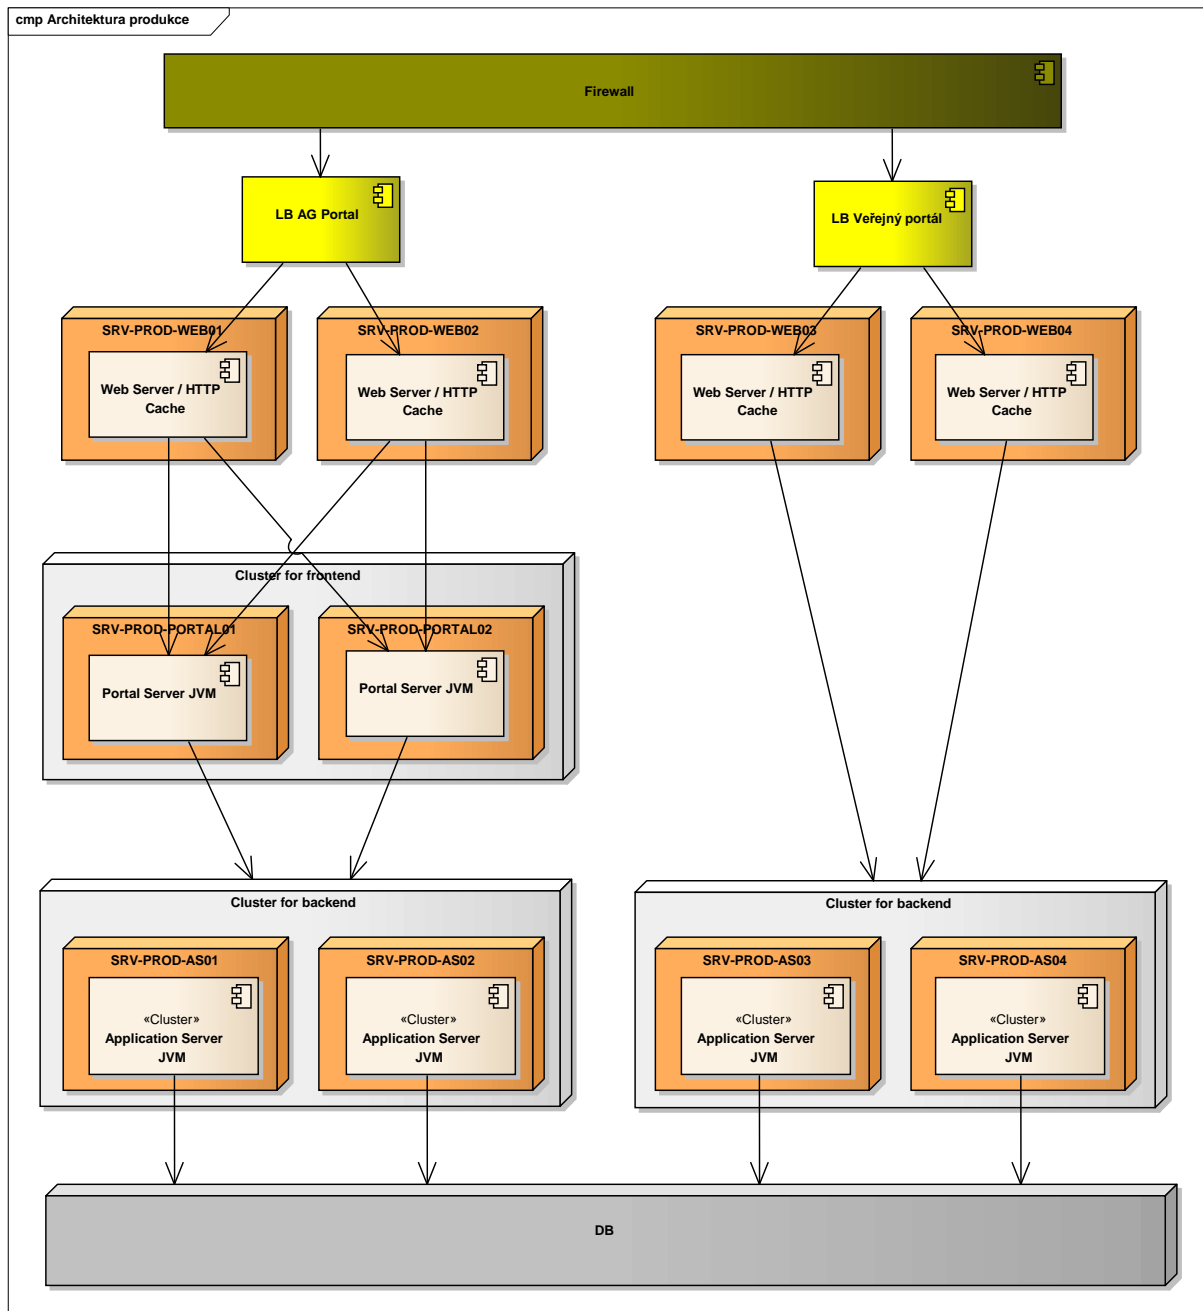 cmp Architektura produkce
Firewall
LB AG Portal
LB Veřejný portál
SRV-PROD-WEB01
SRV-PROD-WEB02
SRV-PROD-WEB03
SRV-PROD-WEB04
Web Server / HTTP
Cache
Web Server / HTTP
Cache
Web Server / HTTP
Cache
Web Server / HTTP
Cache
Cluster for frontend
SRV-PROD-PORTAL01
SRV-PROD-PORTAL02
Portal Server JVM
Portal Server JVM
Cluster for backend
Cluster for backend
SRV-PROD-AS01
SRV-PROD-AS02
SRV-PROD-AS03
SRV-PROD-AS04
«Cluster»
Application Server
JVM
«Cluster»
Application Server
JVM
«Cluster»
Application Server
JVM
«Cluster»
Application Server
JVM
DB